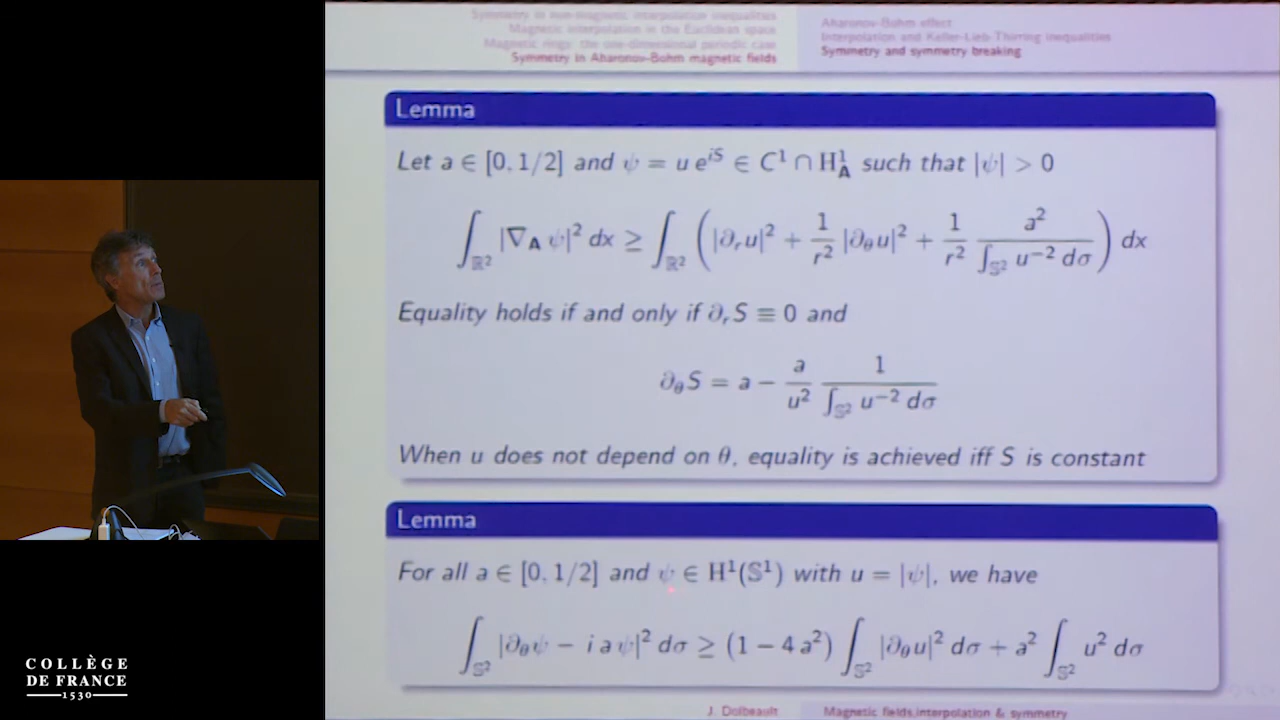 Symmetry in non-magnetic interpolation inequalities
Magnetic interpolation in the Euclidean space
Magnetic rings: the one-dimensional periodic case
Symmetry in Aharonov-Bohm magnetic fields
Aharonov-Bohm effect
Interpolation and Keller-Lieb-Thirring inequalities
Symmetry and symmetry breaking
Lemma
Let a ∈ [0, 1/2] and ψ = u e^{iS} ∈ C¹ ∩ H¹_A such that |ψ| > 0
∫_{ℝ²} |∇_A ψ|² dx ≥ ∫_{ℝ²} ( |∂_r u|² + 1/r² |∂_θ u|² + 1/r² a²/(∫_{𝕊²} u⁻² dσ) ) dx
Equality holds if and only if ∂_r S ≡ 0 and
∂_θ S = a − a/u² 1/(∫_{𝕊²} u⁻² dσ)
When u does not depend on θ, equality is achieved iff S is constant
Lemma
For all a ∈ [0, 1/2] and ψ ∈ H¹(𝕊¹) with u = |ψ|, we have
∫_{𝕊²} |∂_θ ψ − i a ψ|² dσ ≥ (1 − 4 a²) ∫_{𝕊²} |∂_θ u|² dσ + a² ∫_{𝕊²} u² dσ
J. Dolbeault
Magnetic fields, interpolation & symmetry
COLLÈGE
DE FRANCE
1530